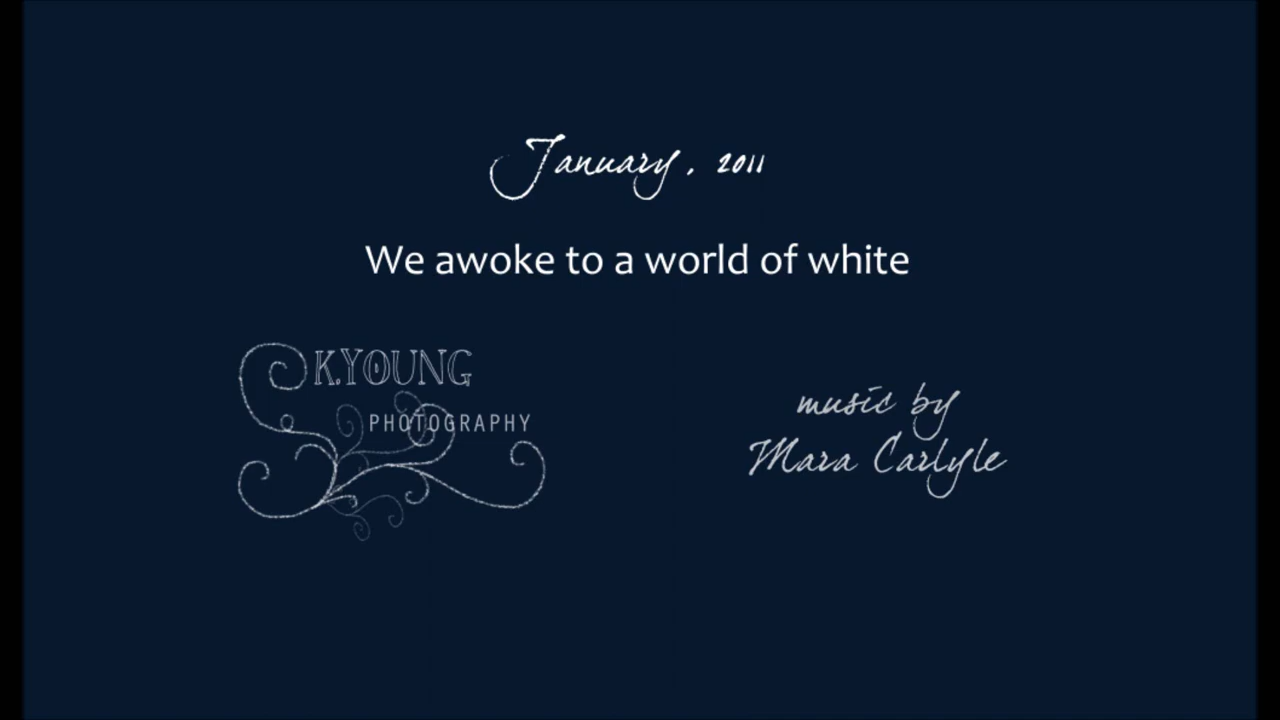 January, 2011
We awoke to a world of white
K.YOUNG
PHOTOGRAPHY
music by
Mara Carlyle